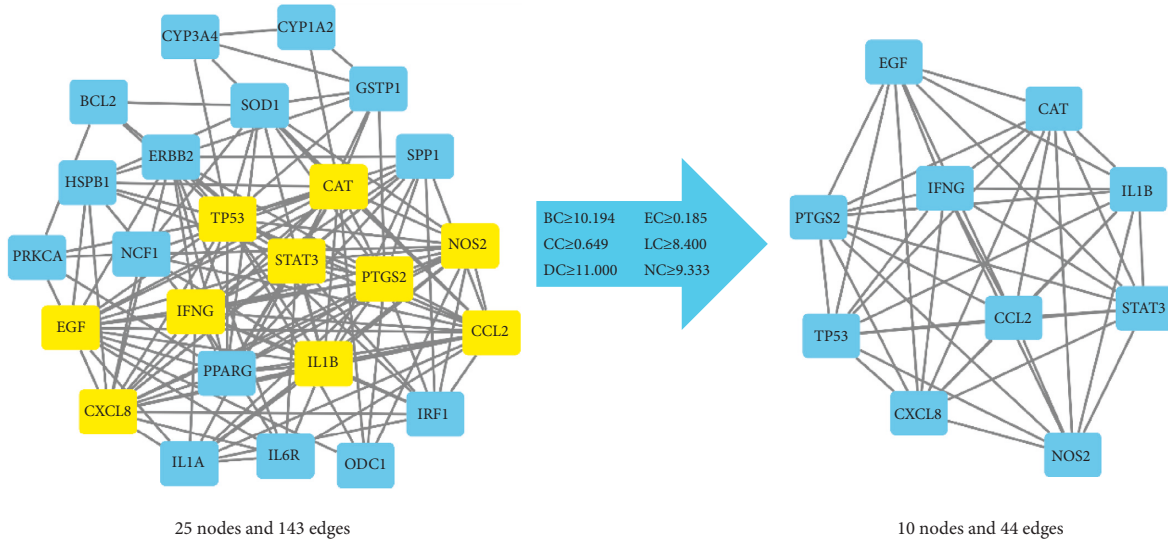 CYP3A4
CYP1A2
BCL2
SOD1
GSTP1
HSPB1
ERBB2
SPP1
CAT
TP53
PRKCA
NCF1
STAT3
PTGS2
NOS2
EGF
IFNG
CCL2
PPARG
IL1B
CXCL8
IRF1
IL1A
IL6R
ODC1
25 nodes and 143 edges
BC≥10.194 EC≥0.185
CC≥0.649 LC≥8.400
DC≥11.000 NC≥9.333
EGF
CAT
IFNG
IL1B
PTGS2
TP53
CCL2
STAT3
CXCL8
NOS2
10 nodes and 44 edges